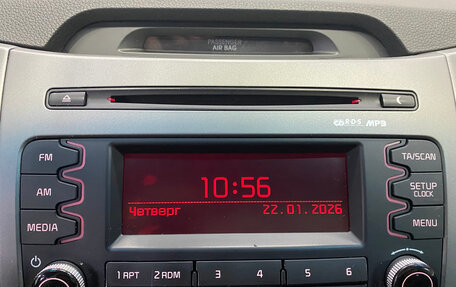 PASSENGER
AIR BAG
R·D·S MP3
FM
TA/SCAN
10:56
AM
SETUP
CLOCK
Четверг 22.01.2026
MEDIA
MENU
1 APT 2 RDM 3 4 5 6